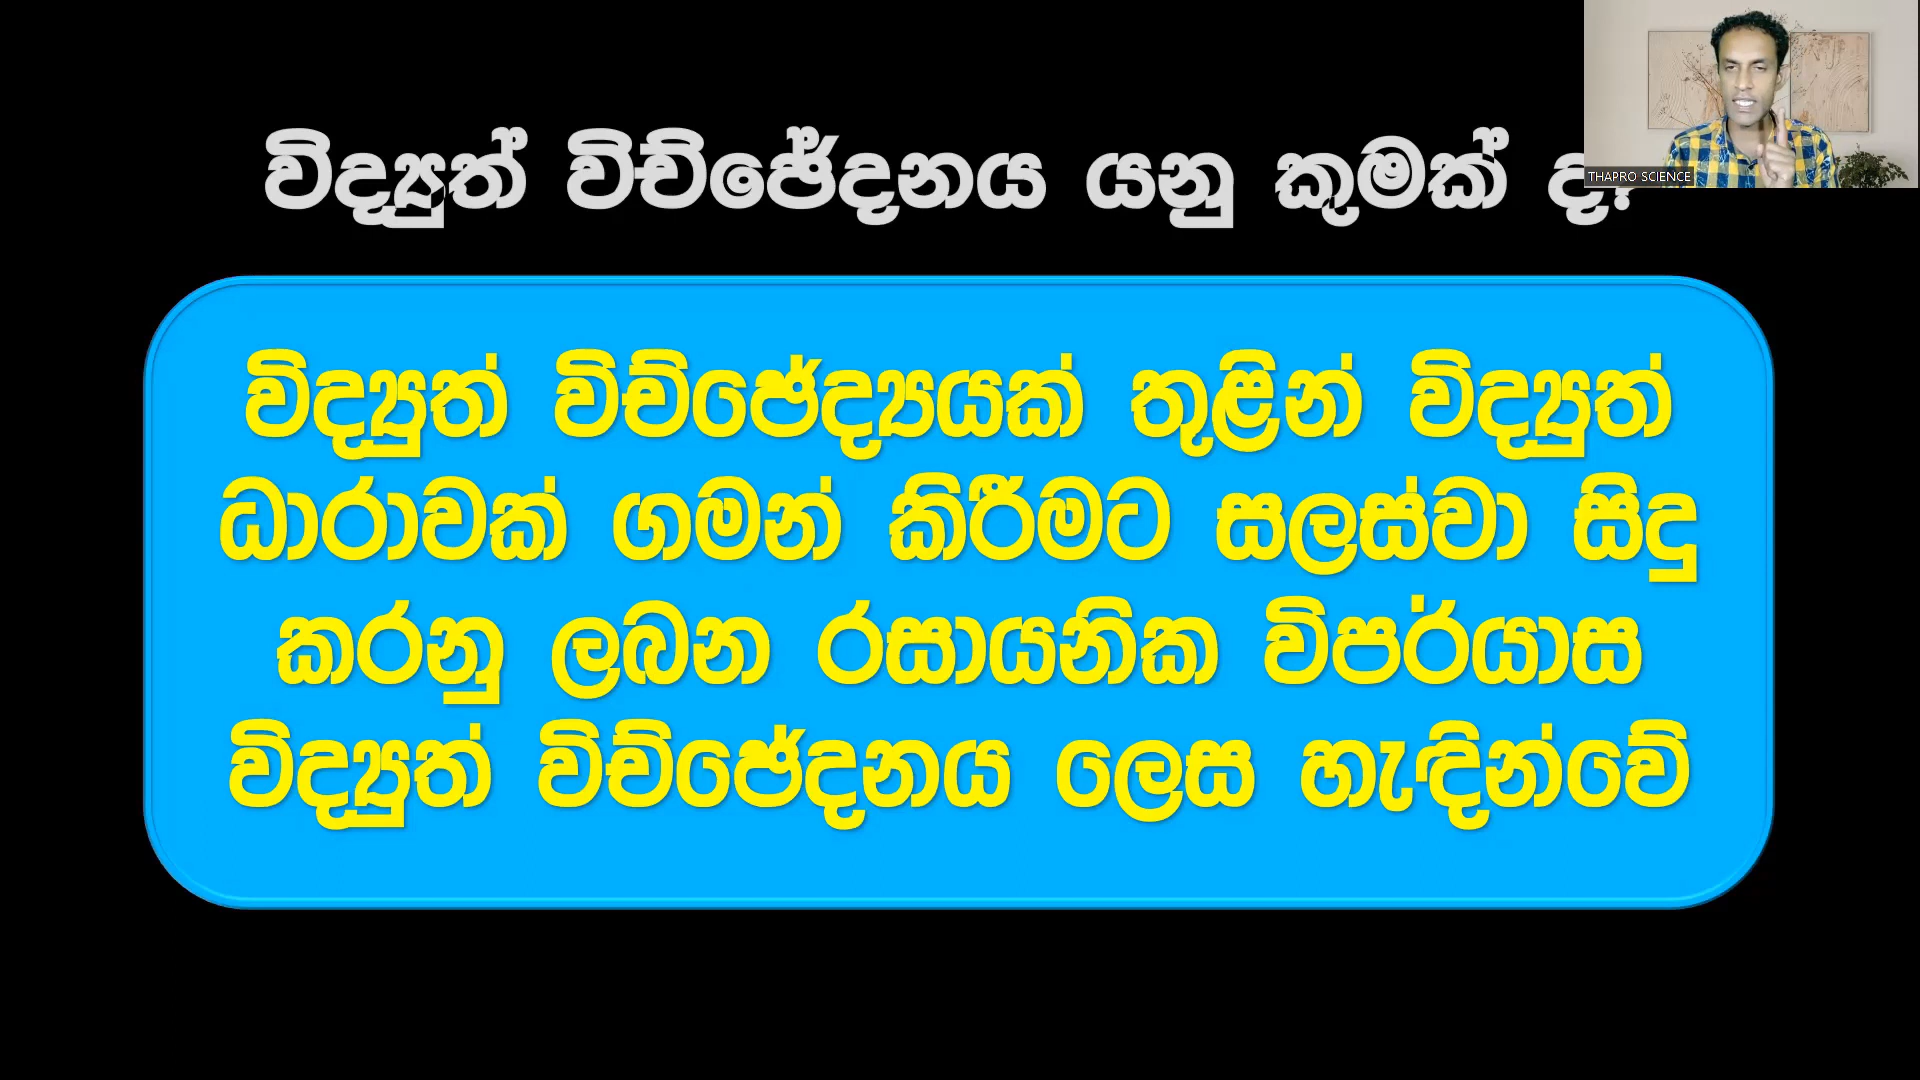 විද්‍යුත් විච්ඡේදනය යනු කුමක් ද?
THAPRO SCIENCE
විද්‍යුත් විච්ඡේද්‍යයක් තුළින් විද්‍යුත්
ධාරාවක් ගමන් කිරීමට සලස්වා සිදු
කරනු ලබන රසායනික විපර්යාස
විද්‍යුත් විච්ඡේදනය ලෙස හැඳින්වේ